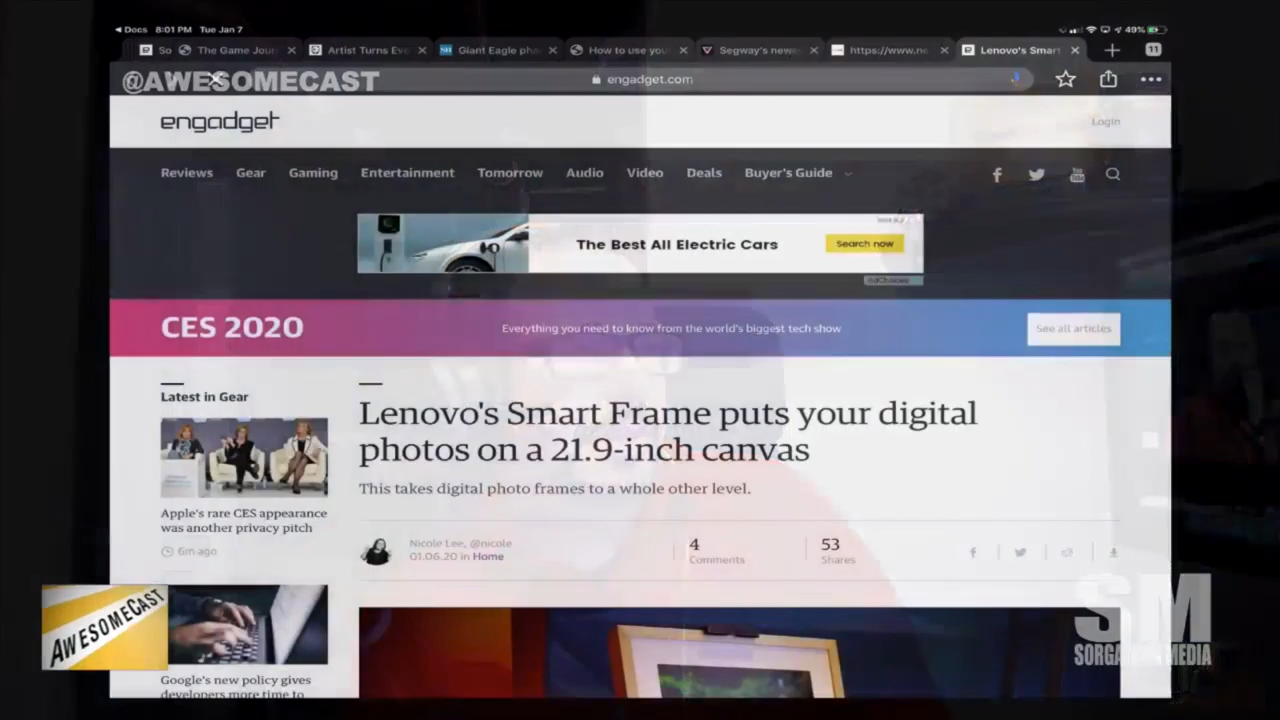 Docs 8:01 PM Tue Jan 7
49%
So
The Game Jour
Artist Turns Eve
Giant Eagle pha
How to use you
Segway's newe
https://www.ne
Lenovo's Smart
11
@AWESOMECAST
engadget.com
engadget
Login
Reviews
Gear
Gaming
Entertainment
Tomorrow
Audio
Video
Deals
Buyer's Guide
The Best All Electric Cars
Search now
AdChoices
CES 2020
Everything you need to know from the world's biggest tech show
See all articles
Latest in Gear
Apple's rare CES appearance
was another privacy pitch
6m ago
Lenovo's Smart Frame puts your digital
photos on a 21.9-inch canvas
This takes digital photo frames to a whole other level.
Nicole Lee, @nicole
01.06.20 in Home
4
Comments
53
Shares
AWESOMECAST
Google's new policy gives
developers more time to
SM
MEDIA